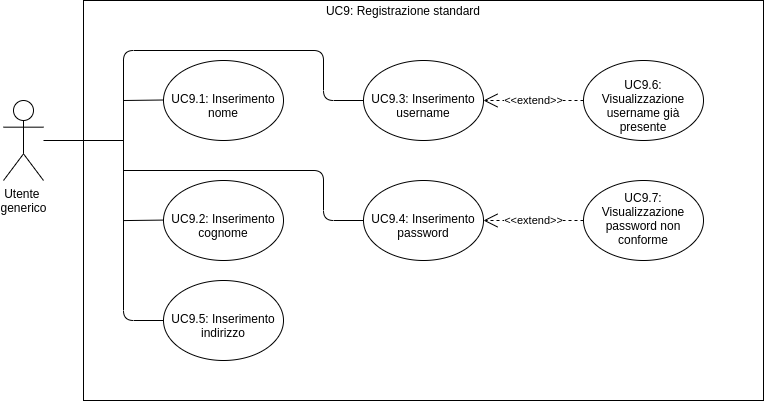 UC9: Registrazione standard
Utente
generico
UC9.1: Inserimento
nome
UC9.3: Inserimento
username
<<extend>>
UC9.6:
Visualizzazione
username già
presente
UC9.2: Inserimento
cognome
UC9.4: Inserimento
password
<<extend>>
UC9.7:
Visualizzazione
password non
conforme
UC9.5: Inserimento
indirizzo